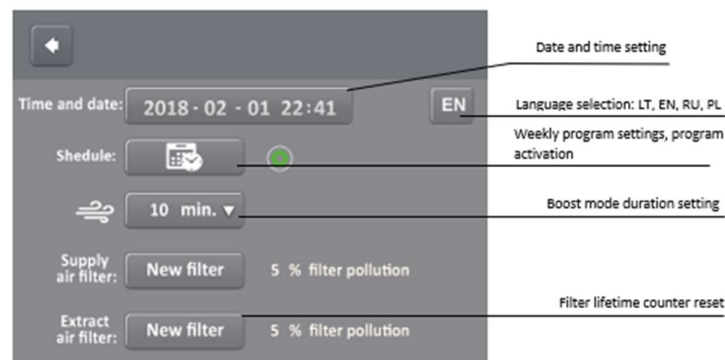 Date and time setting
Time and date: 2018 - 02 - 01 22:41 EN
Language selection: LT, EN, RU, PL
Weekly program settings, program
activation
Shedule:
10 min.
Boost mode duration setting
Supply
air filter:
New filter 5 % filter pollution
Filter lifetime counter reset
Extract
air filter:
New filter 5 % filter pollution